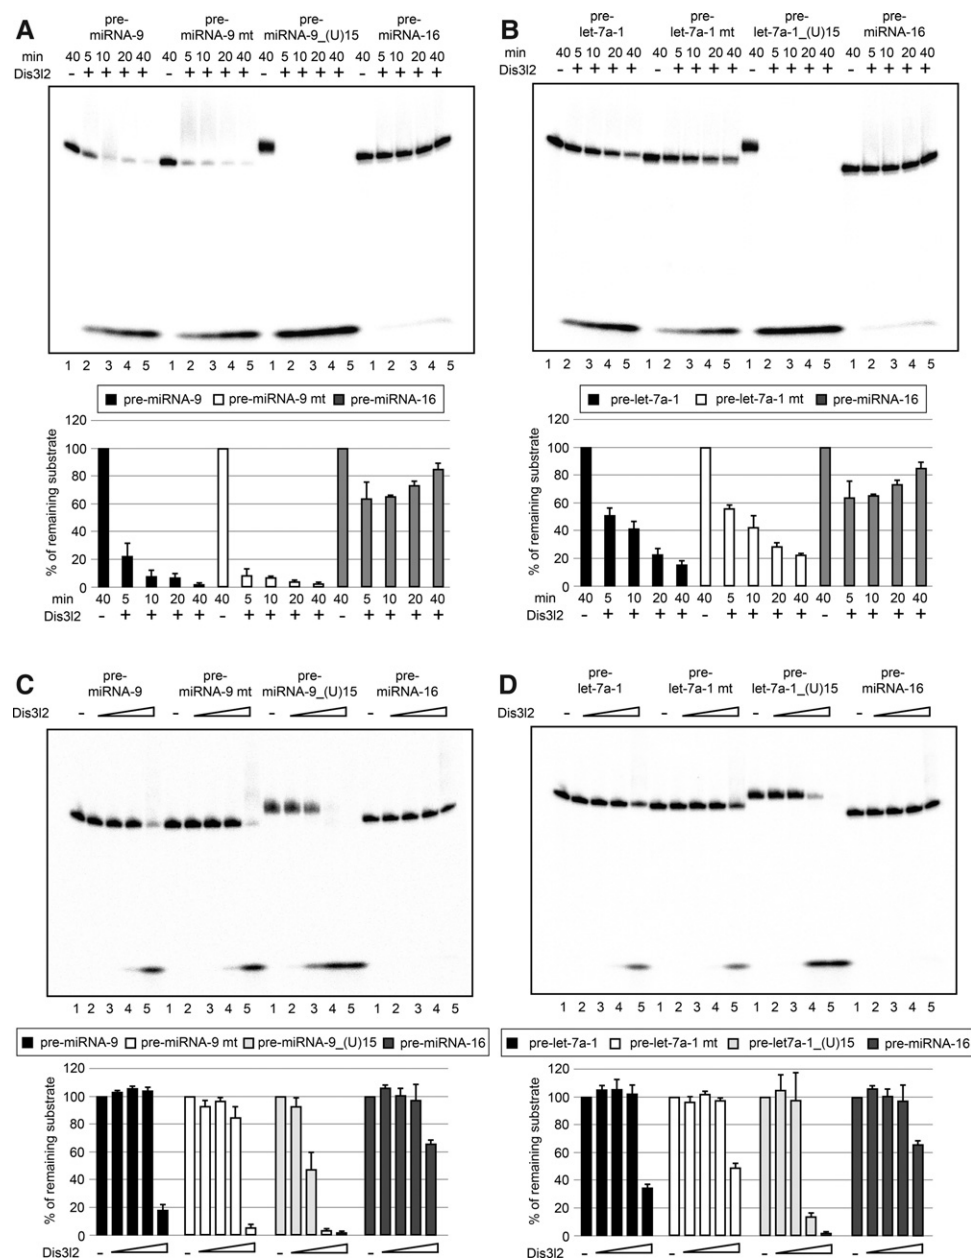 A
pre-
miRNA-9
pre-
miRNA-9 mt
pre-
miRNA-9_(U)15
pre-
miRNA-16
min 40 5 10 20 40 40 5 10 20 40 40 5 10 20 40 40 5 10 20 40
Dis3l2 - + + + + - + + + + - + + + + - + + + +
1 2 3 4 5 1 2 3 4 5 1 2 3 4 5 1 2 3 4 5
pre-miRNA-9 pre-miRNA-9 mt pre-miRNA-16
% of remaining substrate
120
100
80
60
40
20
0
min 40 5 10 20 40 40 5 10 20 40 40 5 10 20 40
Dis3l2 - + + + + - + + + + - + + + +
B
pre-
let-7a-1
pre-
let-7a-1 mt
pre-
let-7a-1_(U)15
pre-
miRNA-16
min 40 5 10 20 40 40 5 10 20 40 40 5 10 20 40 40 5 10 20 40
Dis3l2 - + + + + - + + + + - + + + + - + + + +
1 2 3 4 5 1 2 3 4 5 1 2 3 4 5 1 2 3 4 5
pre-let-7a-1 pre-let-7a-1 mt pre-miRNA-16
% of remaining substrate
120
100
80
60
40
20
0
min 40 5 10 20 40 40 5 10 20 40 40 5 10 20 40
Dis3l2 - + + + + - + + + + - + + + +
C
pre-
miRNA-9
pre-
miRNA-9 mt
pre-
miRNA-9_(U)15
pre-
miRNA-16
Dis3l2 - - - -
1 2 3 4 5 1 2 3 4 5 1 2 3 4 5 1 2 3 4 5
pre-miRNA-9 pre-miRNA-9 mt pre-miRNA-9_(U)15 pre-miRNA-16
% of remaining substrate
120
100
80
60
40
20
0
Dis3l2 - - - -
D
pre-
let-7a-1
pre-
let-7a-1 mt
pre-
let-7a-1_(U)15
pre-
miRNA-16
Dis3l2 - - - -
1 2 3 4 5 1 2 3 4 5 1 2 3 4 5 1 2 3 4 5
pre-let-7a-1 pre-let-7a-1 mt pre-let7a-1_(U)15 pre-miRNA-16
% of remaining substrate
120
100
80
60
40
20
0
Dis3l2 - - - -